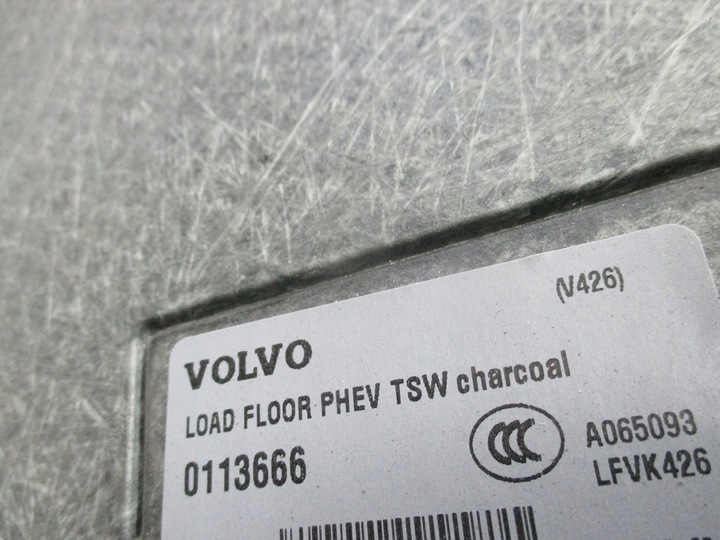 (V426)
VOLVO
LOAD FLOOR PHEV TSW charcoal
0113666
CCC
A065093
LFVK426